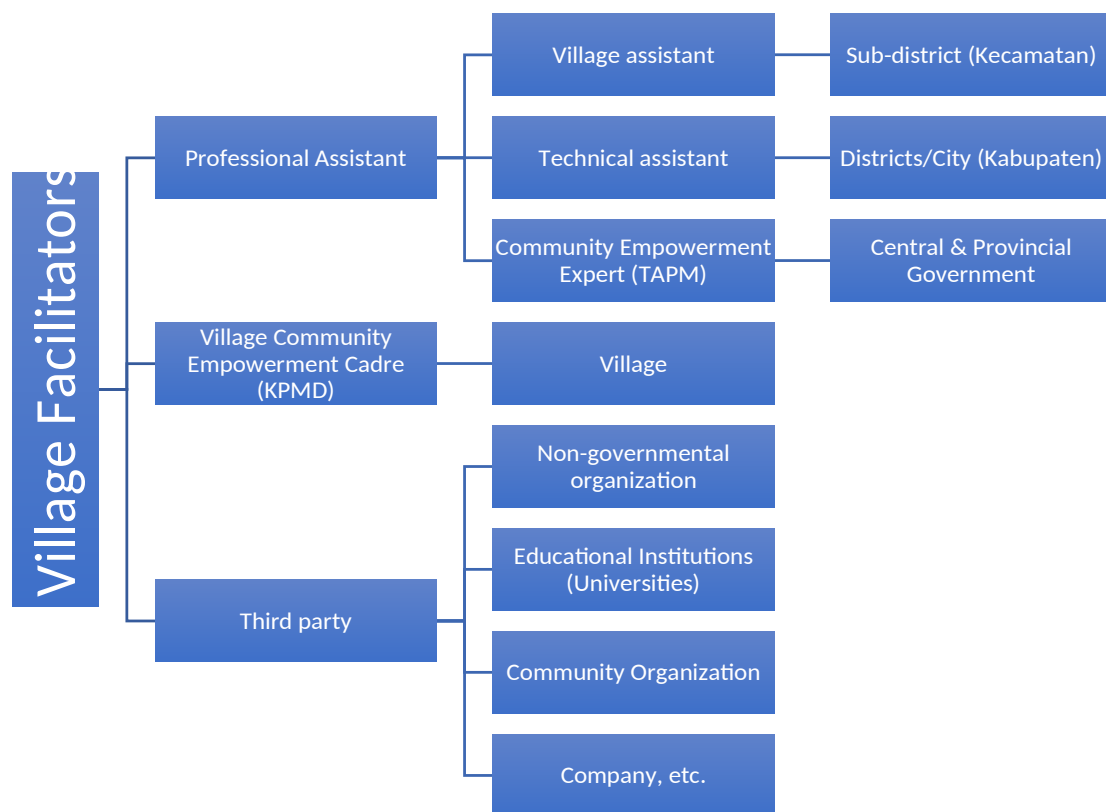 Village Facilitators
Professional Assistant
Village assistant
Sub-district (Kecamatan)
Technical assistant
Districts/City (Kabupaten)
Community Empowerment
Expert (TAPM)
Central & Provincial
Government
Village Community
Empowerment Cadre
(KPMD)
Village
Third party
Non-governmental
organization
Educational Institutions
(Universities)
Community Organization
Company, etc.